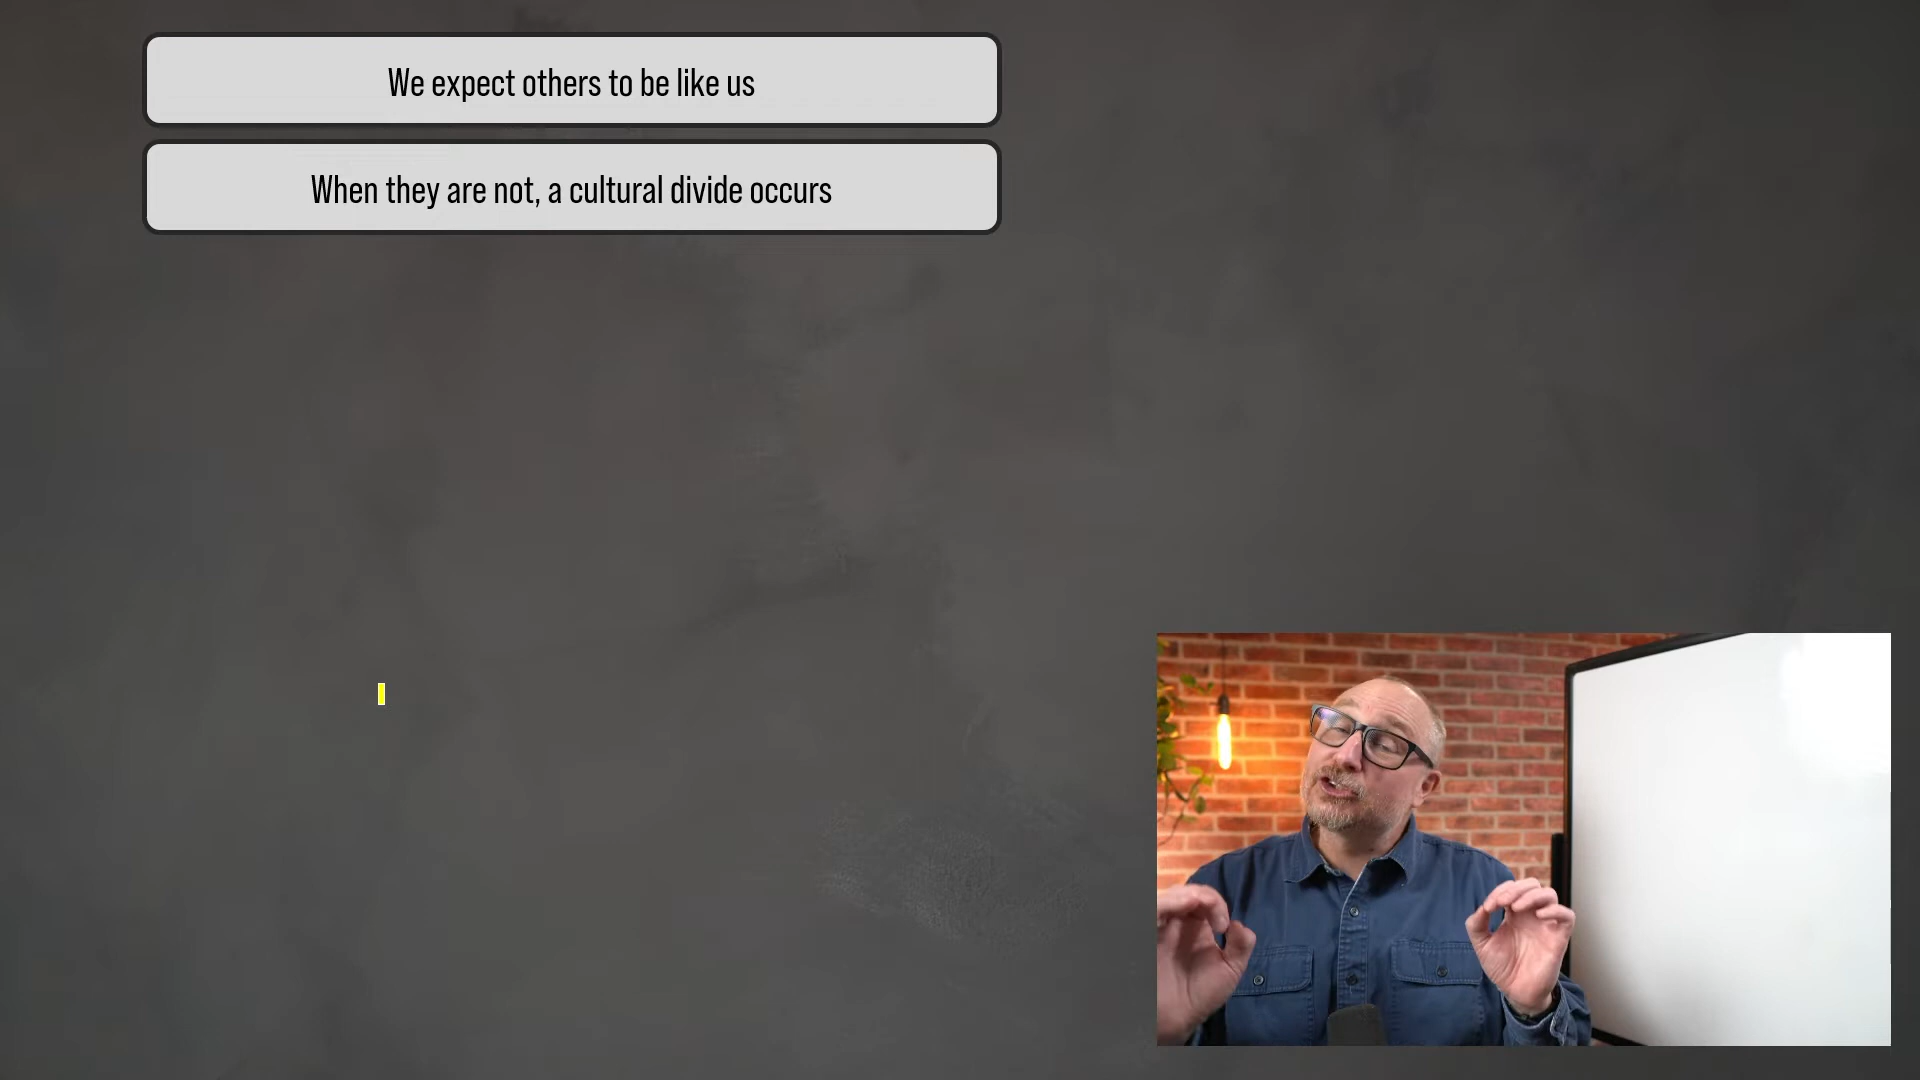 We expect others to be like us
When they are not, a cultural divide occurs